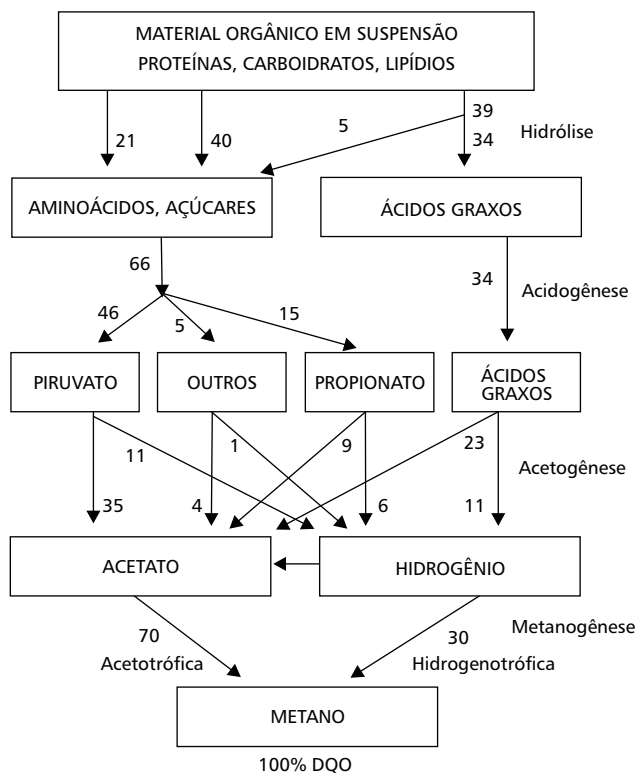 MATERIAL ORGÂNICO EM SUSPENSÃO
PROTEÍNAS, CARBOIDRATOS, LIPÍDIOS
39
5
Hidrólise
21
40
34
AMINOÁCIDOS, AÇÚCARES
ÁCIDOS GRAXOS
66
34
Acidogênese
46
5
15
PIRUVATO
OUTROS
PROPIONATO
ÁCIDOS
GRAXOS
11
1
9
23
Acetogênese
35
4
6
11
ACETATO
HIDROGÊNIO
Metanogênese
70
30
Acetotrófica
Hidrogenotrófica
METANO
100% DQO